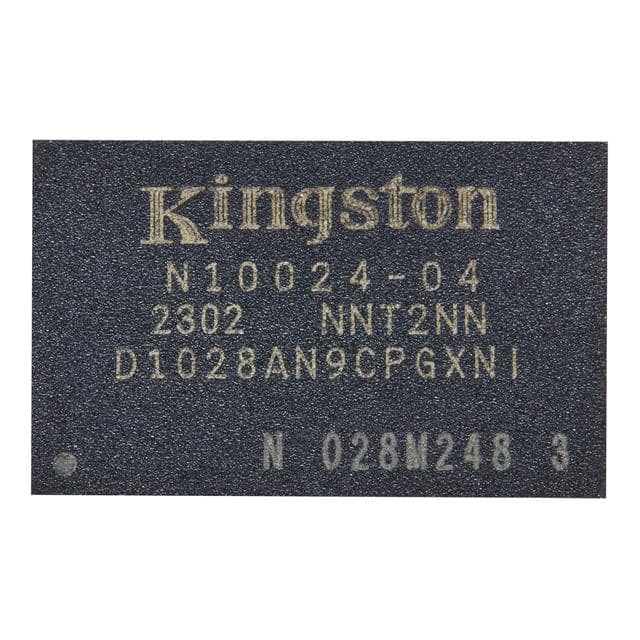 Kingston
N10024-04
2302 NNT2NN
D1028AN9CPGXNI
N 028M248 3